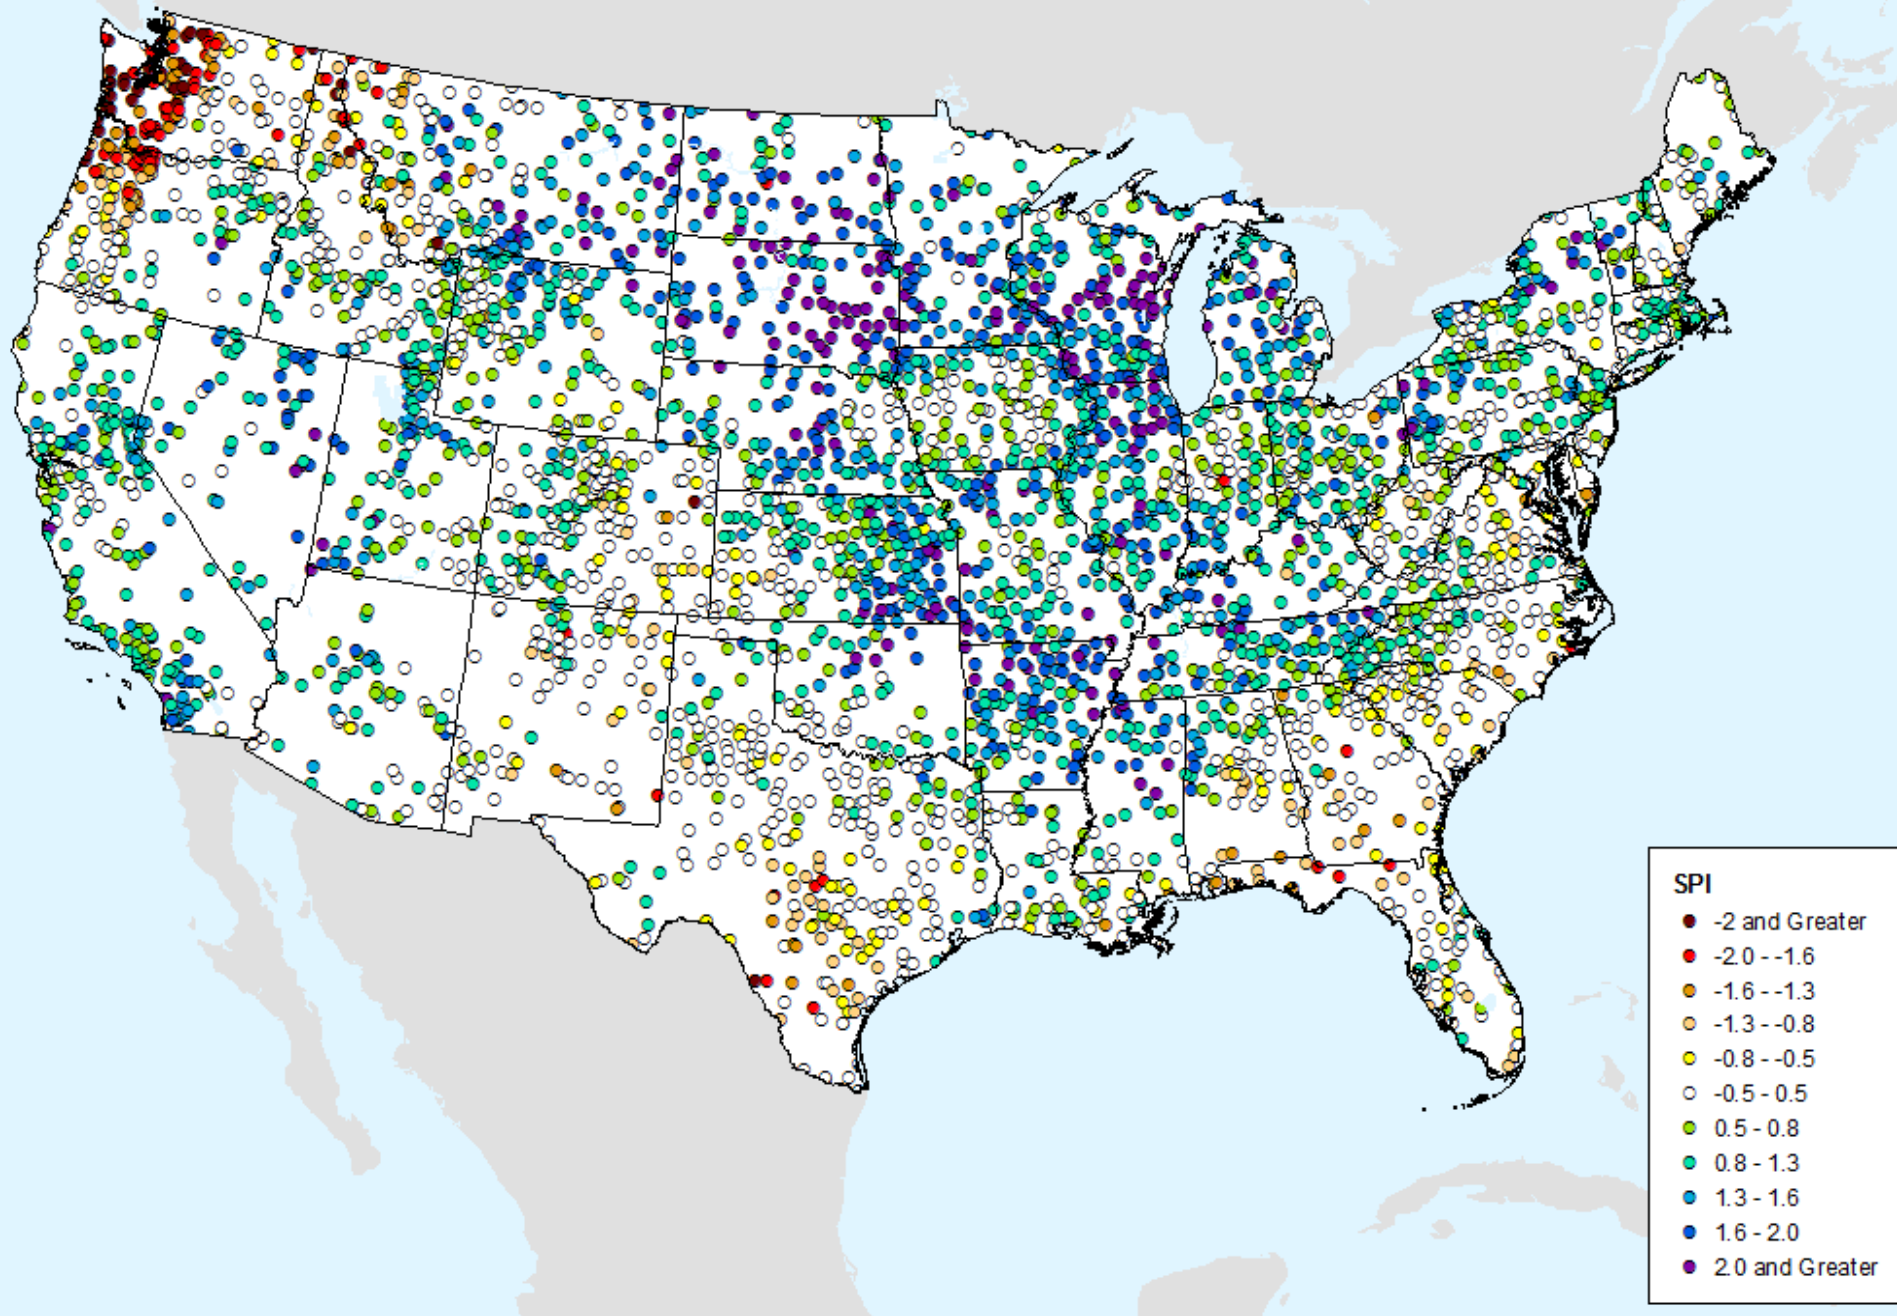 SPI
-2 and Greater
-2.0 - -1.6
-1.6 - -1.3
-1.3 - -0.8
-0.8 - -0.5
-0.5 - 0.5
0.5 - 0.8
0.8 - 1.3
1.3 - 1.6
1.6 - 2.0
2.0 and Greater